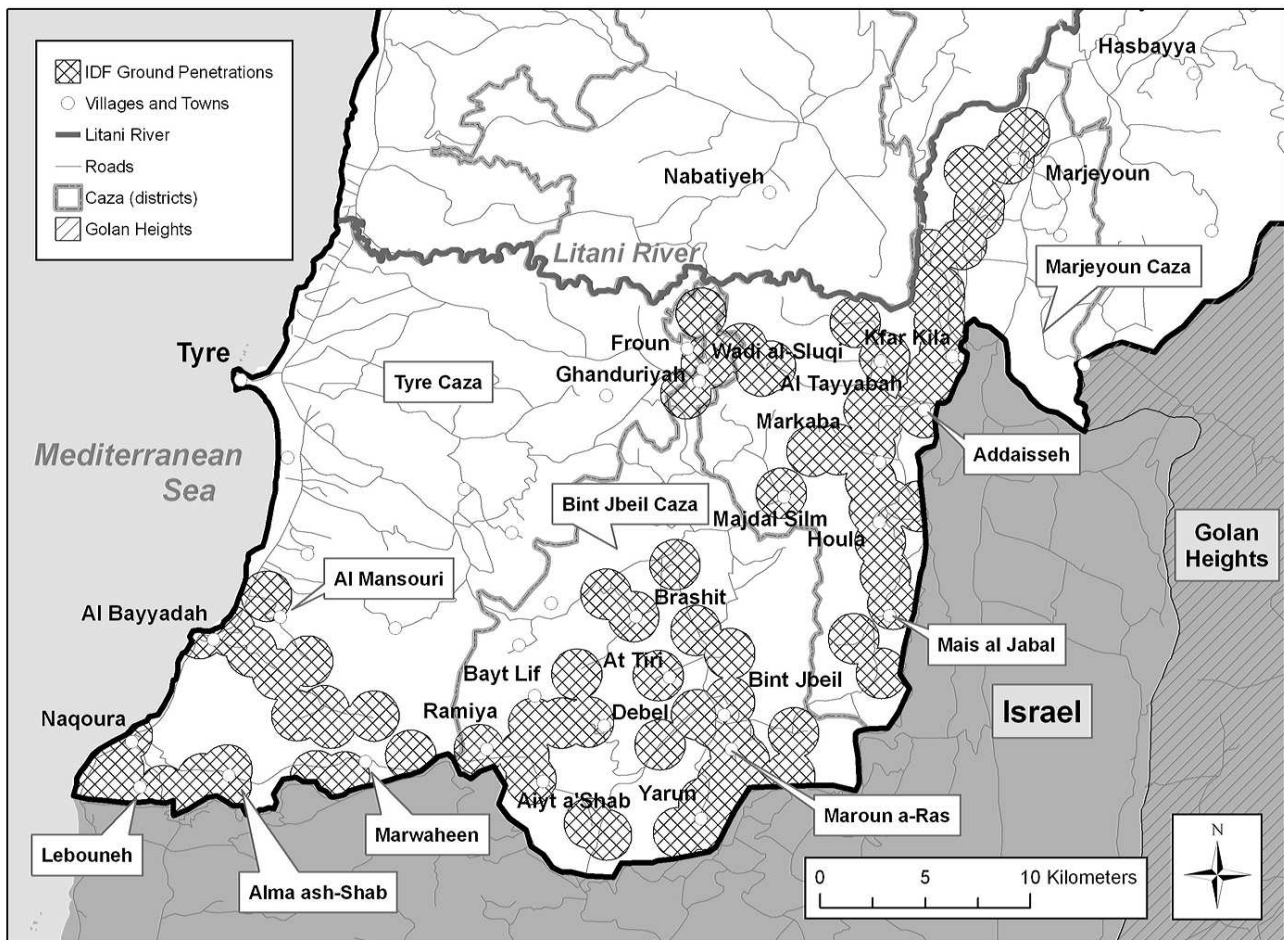 IDF Ground Penetrations
Villages and Towns
Litani River
Roads
Caza (districts)
Golan Heights
Hasbayya
Nabatiyeh
Marjeyoun
Litani River
Marjeyoun Caza
Froun
Wadi al-Sluqi
Kfar Kila
Tyre
Ghanduriyah
Al Tayyabah
Tyre Caza
Markaba
Addaisseh
Mediterranean
Sea
Bint Jbeil Caza
Majdal Silm
Houla
Golan
Heights
Al Mansouri
Al Bayyadah
Brashit
Mais al Jabal
At Tiri
Bayt Lif
Bint Jbeil
Naqoura
Ramiya
Debel
Israel
Aiyt a'Shab
Yarun
Maroun a-Ras
Marwaheen
Lebouneh
Alma ash-Shab
N
0 5 10 Kilometers